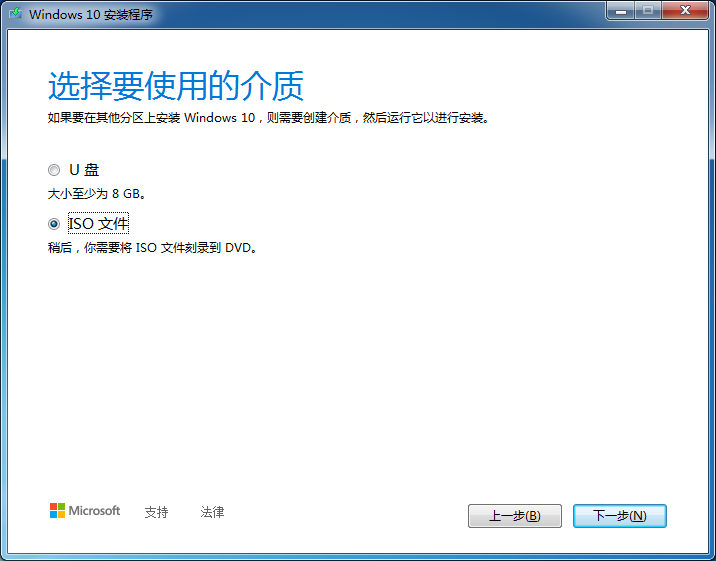 Windows 10 安装程序
选择要使用的介质
如果要在其他分区上安装 Windows 10，则需要创建介质，然后运行它以进行安装。
U 盘
大小至少为 8 GB。
ISO 文件
稍后，你需要将 ISO 文件刻录到 DVD。
Microsoft 支持 法律 上一步(B) 下一步(N)